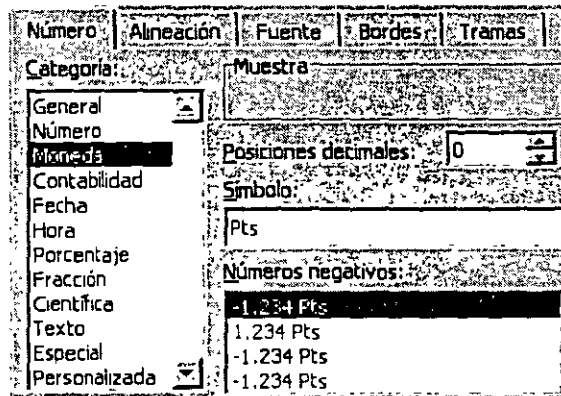 Número Alineación Fuente Bordes Tramas
Categoría:
General
Número
Moneda
Contabilidad
Fecha
Hora
Porcentaje
Fracción
Científica
Texto
Especial
Personalizada
Muestra
Posiciones decimales: 0
Símbolo:
Pts
Números negativos:
-1.234 Pts
1.234 Pts
-1.234 Pts
-1.234 Pts